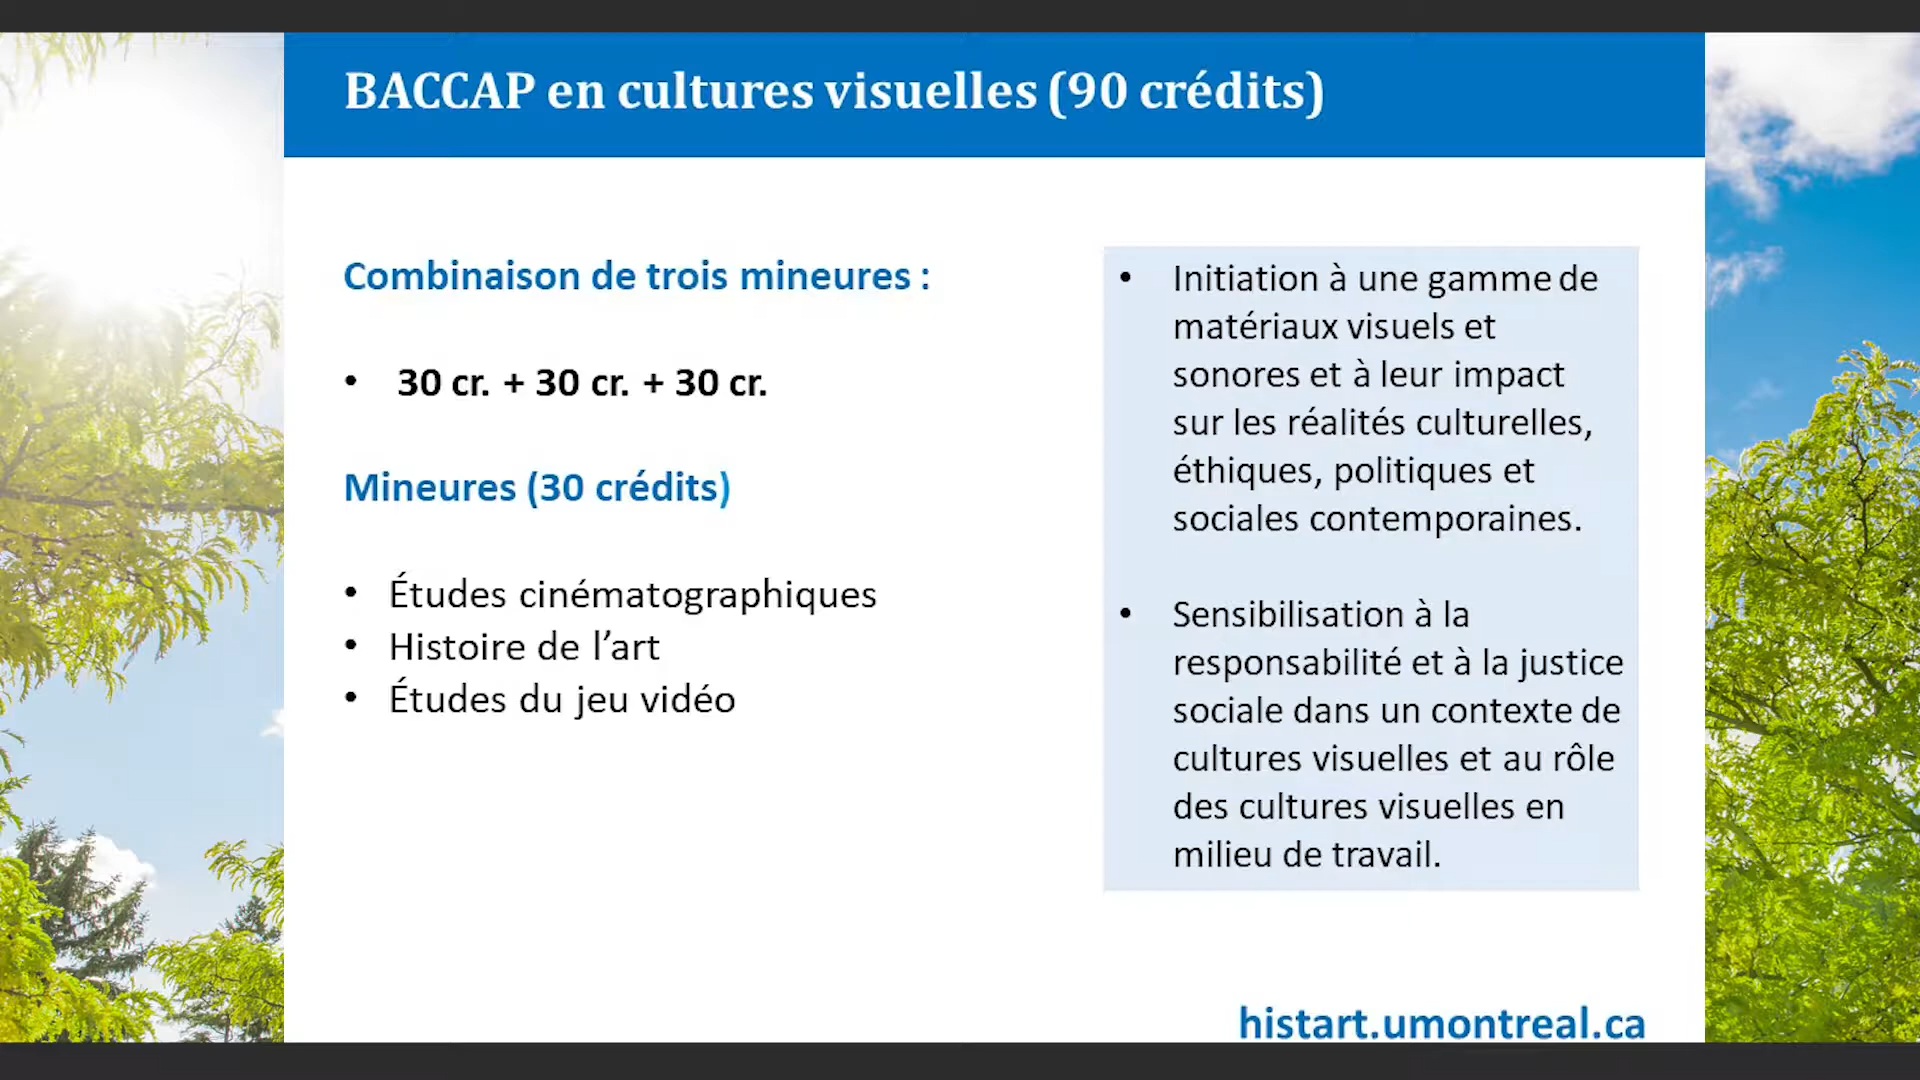 BACCAP en cultures visuelles (90 crédits)
Combinaison de trois mineures :
• 30 cr. + 30 cr. + 30 cr.
Mineures (30 crédits)
• Études cinématographiques
• Histoire de l’art
• Études du jeu vidéo
• Initiation à une gamme de
matériaux visuels et
sonores et à leur impact
sur les réalités culturelles,
éthiques, politiques et
sociales contemporaines.
• Sensibilisation à la
responsabilité et à la justice
sociale dans un contexte de
cultures visuelles et au rôle
des cultures visuelles en
milieu de travail.
histart.umontreal.ca